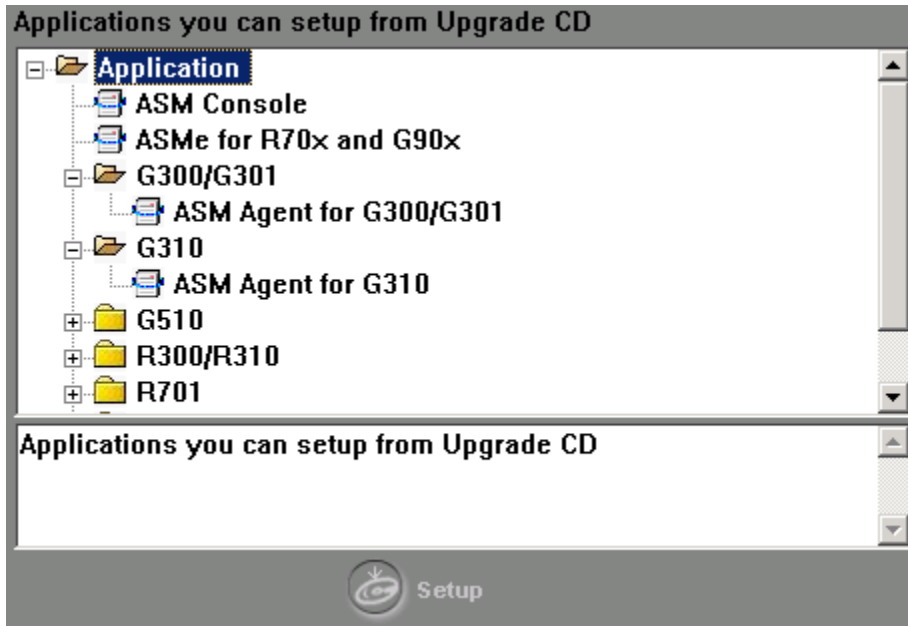 Applications you can setup from Upgrade CD
Application
ASM Console
ASMe for R70x and G90x
G300/G301
ASM Agent for G300/G301
G310
ASM Agent for G310
G510
R300/R310
R701
Applications you can setup from Upgrade CD
Setup